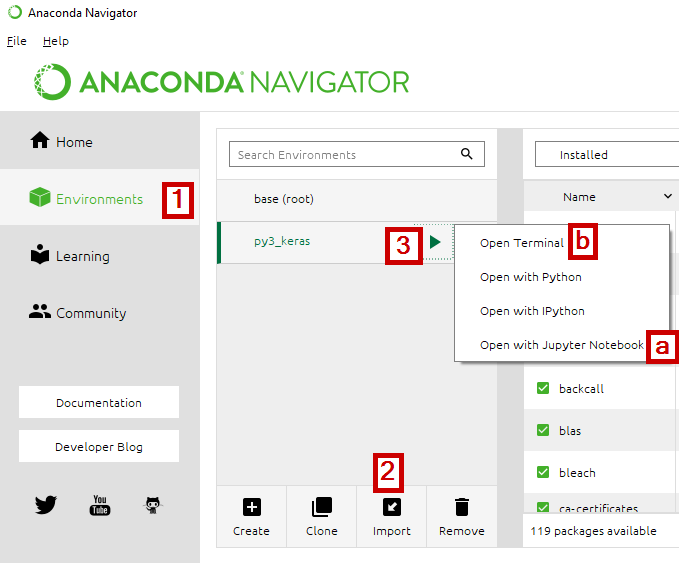 Anaconda Navigator
File Help
ANACONDA NAVIGATOR
Home
Environments
1
Learning
Community
Documentation
Developer Blog
You
Tube
Search Environments
base (root)
py3_keras
3
Open Terminal
b
Open with Python
Open with IPython
Open with Jupyter Notebook
a
2
Create
Clone
Import
Remove
Installed
Name
backcall
blas
bleach
ca-certificates
119 packages available